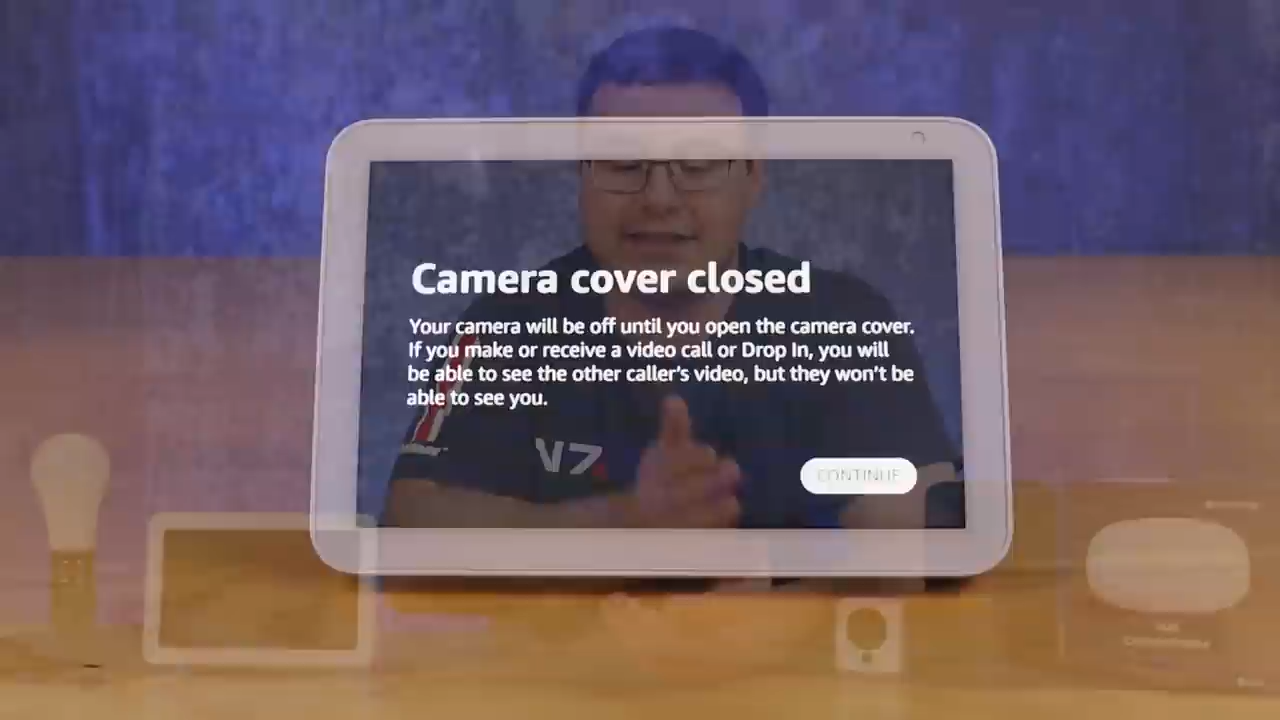 Camera cover closed
Your camera will be off until you open the camera cover.
If you make or receive a video call or Drop In, you will
be able to see the other caller's video, but they won't be
able to see you.
CONTINUE
N7